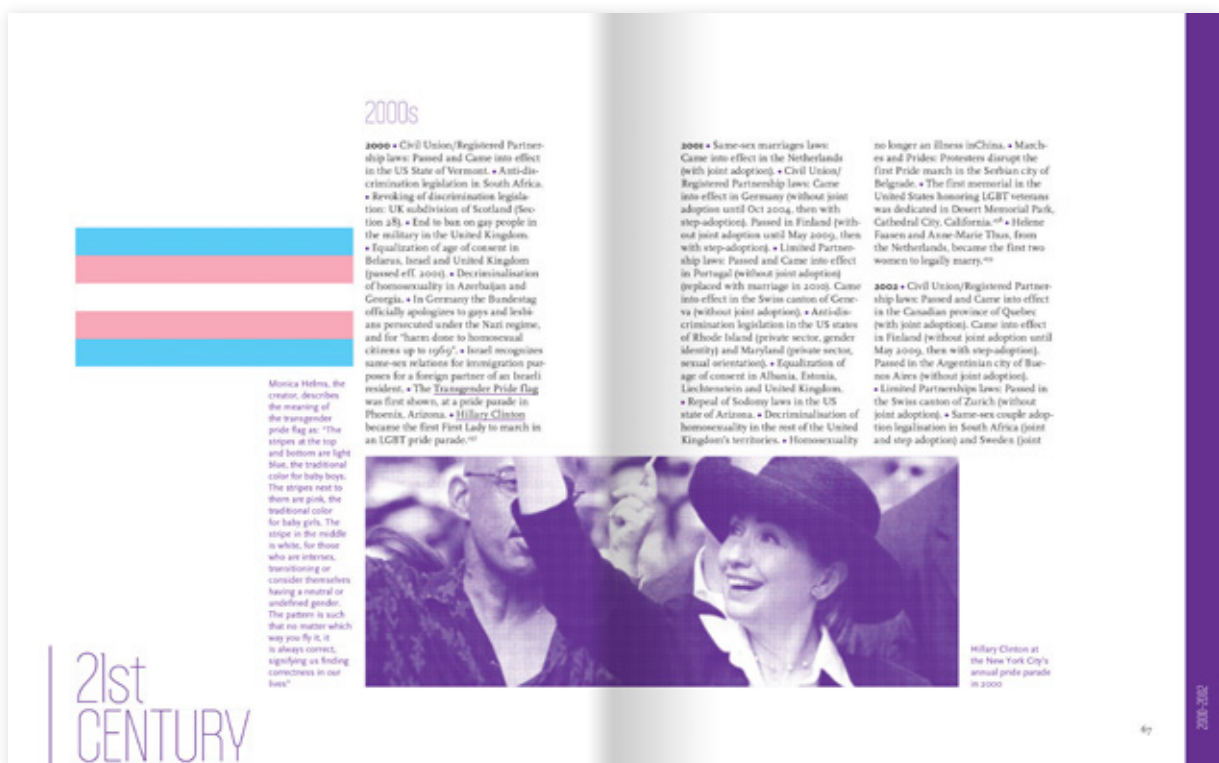 2000s
2000 • Civil Union/Registered Partner-
ship laws: Passed and Came into effect
in the US State of Vermont. • Anti-dis-
crimination legislation in South Africa.
• Revoking of discrimination legisla-
tion: UK subdivision of Scotland (Sec-
tion 28). • End to ban on gay people in
the military in the United Kingdom.
• Equalization of age of consent in
Belarus, Israel and United Kingdom
(passed eff. 2001). • Decriminalisation
of homosexuality in Azerbaijan and
Georgia. • In Germany the Bundestag
officially apologizes to gays and lesbi-
ans persecuted under the Nazi regime,
and for "harm done to homosexual
citizens up to 1969". • Israel recognizes
same-sex relations for immigration pur-
poses for a foreign partner of an Israeli
resident. • The Transgender Pride flag
was first shown, at a pride parade in
Phoenix, Arizona. • Hillary Clinton
became the first First Lady to march in
an LGBT pride parade.
Monica Helms, the
creator, describes
the meaning of
the transgender
pride flag as: "The
stripes at the top
and bottom are light
blue, the traditional
color for baby boys.
The stripes next to
them are pink, the
traditional color
for baby girls. The
stripe in the middle
is white, for those
who are intersex,
transitioning or
consider themselves
having a neutral or
undefined gender.
The pattern is such
that no matter which
way you fly it, it
is always correct,
signifying us finding
correctness in our
lives"
21st
CENTURY
2001 • Same-sex marriages laws:
Came into effect in the Netherlands
(with joint adoption). • Civil Union/
Registered Partnership laws: Came
into effect in Germany (without joint
adoption until Oct 2004, then with
step-adoption). Passed in Finland (with-
out joint adoption until May 2009, then
with step-adoption). • Limited Partner-
ship laws: Passed and Came into effect
in Portugal (without joint adoption)
(replaced with marriage in 2010). Came
into effect in the Swiss canton of Gene-
va (without joint adoption). • Anti-dis-
crimination legislation in the US states
of Rhode Island (private sector, gender
identity) and Maryland (private sector,
sexual orientation). • Equalization of
age of consent in Albania, Estonia,
Liechtenstein and United Kingdom.
• Repeal of Sodomy laws in the US
state of Arizona. • Decriminalisation of
homosexuality in the rest of the United
Kingdom's territories. • Homosexuality
no longer an illness inChina. • March-
es and Prides: Protesters disrupt the
first Pride march in the Serbian city of
Belgrade. • The first memorial in the
United States honoring LGBT veterans
was dedicated in Desert Memorial Park,
Cathedral City, California. • Helene
Faasen and Anne-Marie Thus, from
the Netherlands, became the first two
women to legally marry.
2002 • Civil Union/Registered Partner-
ship laws: Passed and Came into effect
in the Canadian province of Quebec
(with joint adoption). Came into effect
in Finland (without joint adoption until
May 2009, then with step-adoption).
Passed in the Argentinian city of Bue-
nos Aires (without joint adoption).
• Limited Partnerships laws: Passed in
the Swiss canton of Zurich (without
joint adoption). • Same-sex couple adop-
tion legalisation in South Africa (joint
and step adoption) and Sweden (joint
Hillary Clinton at
the New York City's
annual pride parade
in 2000
67
2000-2002